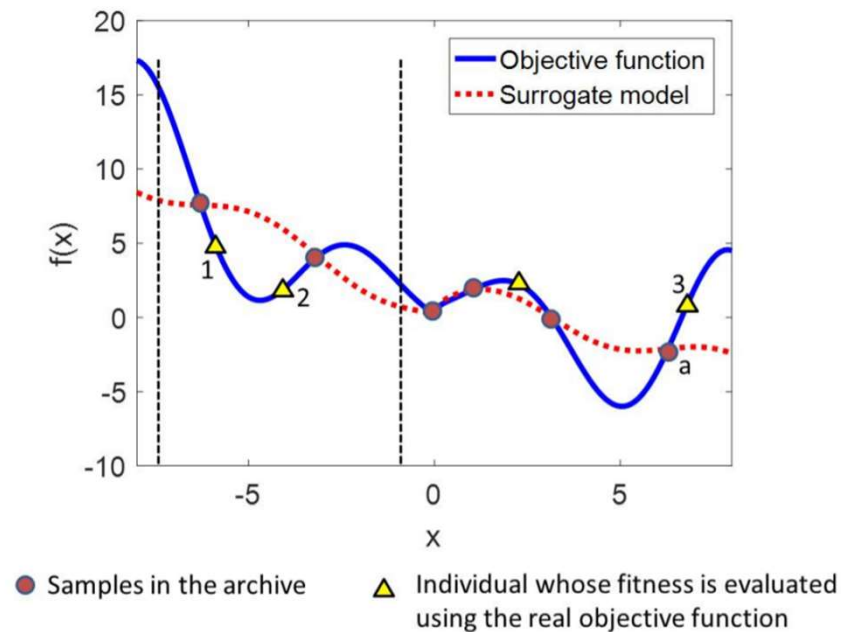 20
15
10
5
0
-5
-10
f(x)
Objective function
Surrogate model
1
2
3
a
-5
0
5
x
Samples in the archive
Individual whose fitness is evaluated
using the real objective function